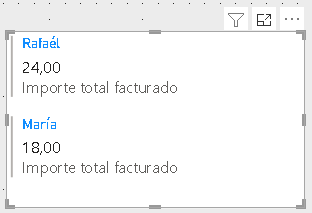 Rafaél
24,00
Importe total facturado
María
18,00
Importe total facturado